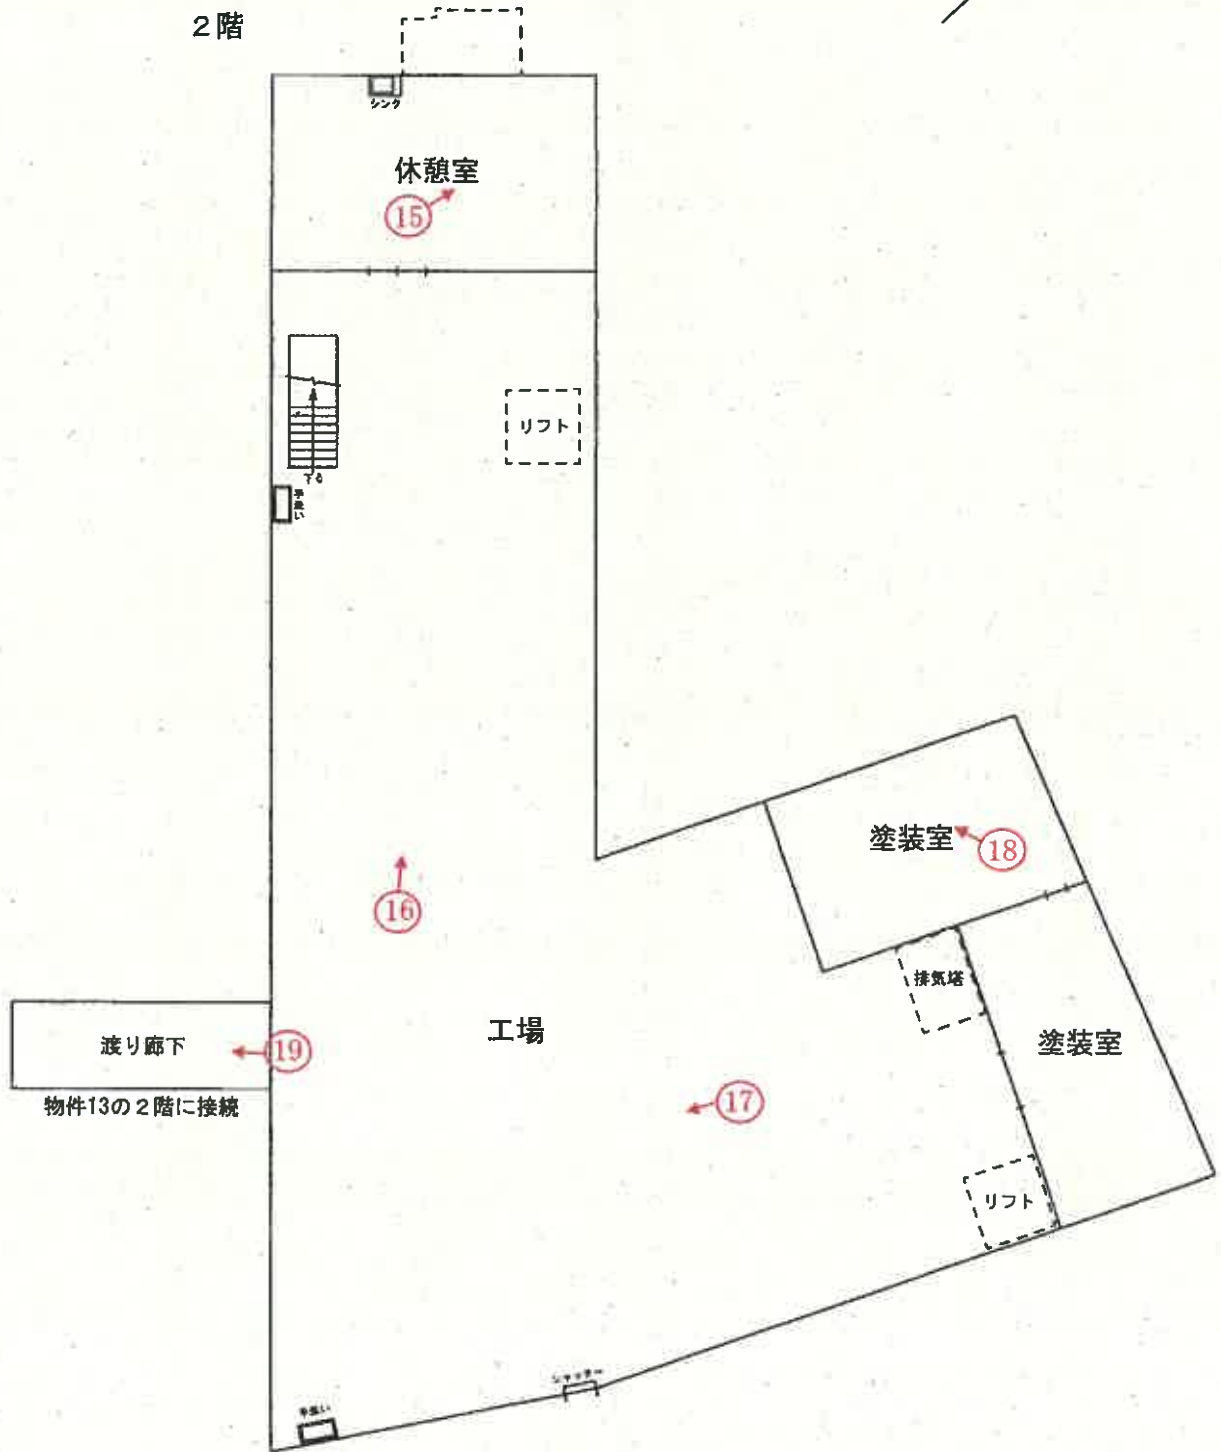 2階
シンク
休憩室
15
リフト
下る
手洗い
塗装室
18
16
排気塔
渡り廊下
19
工場
塗装室
物件13の2階に接続
17
リフト
シャッター
手洗い